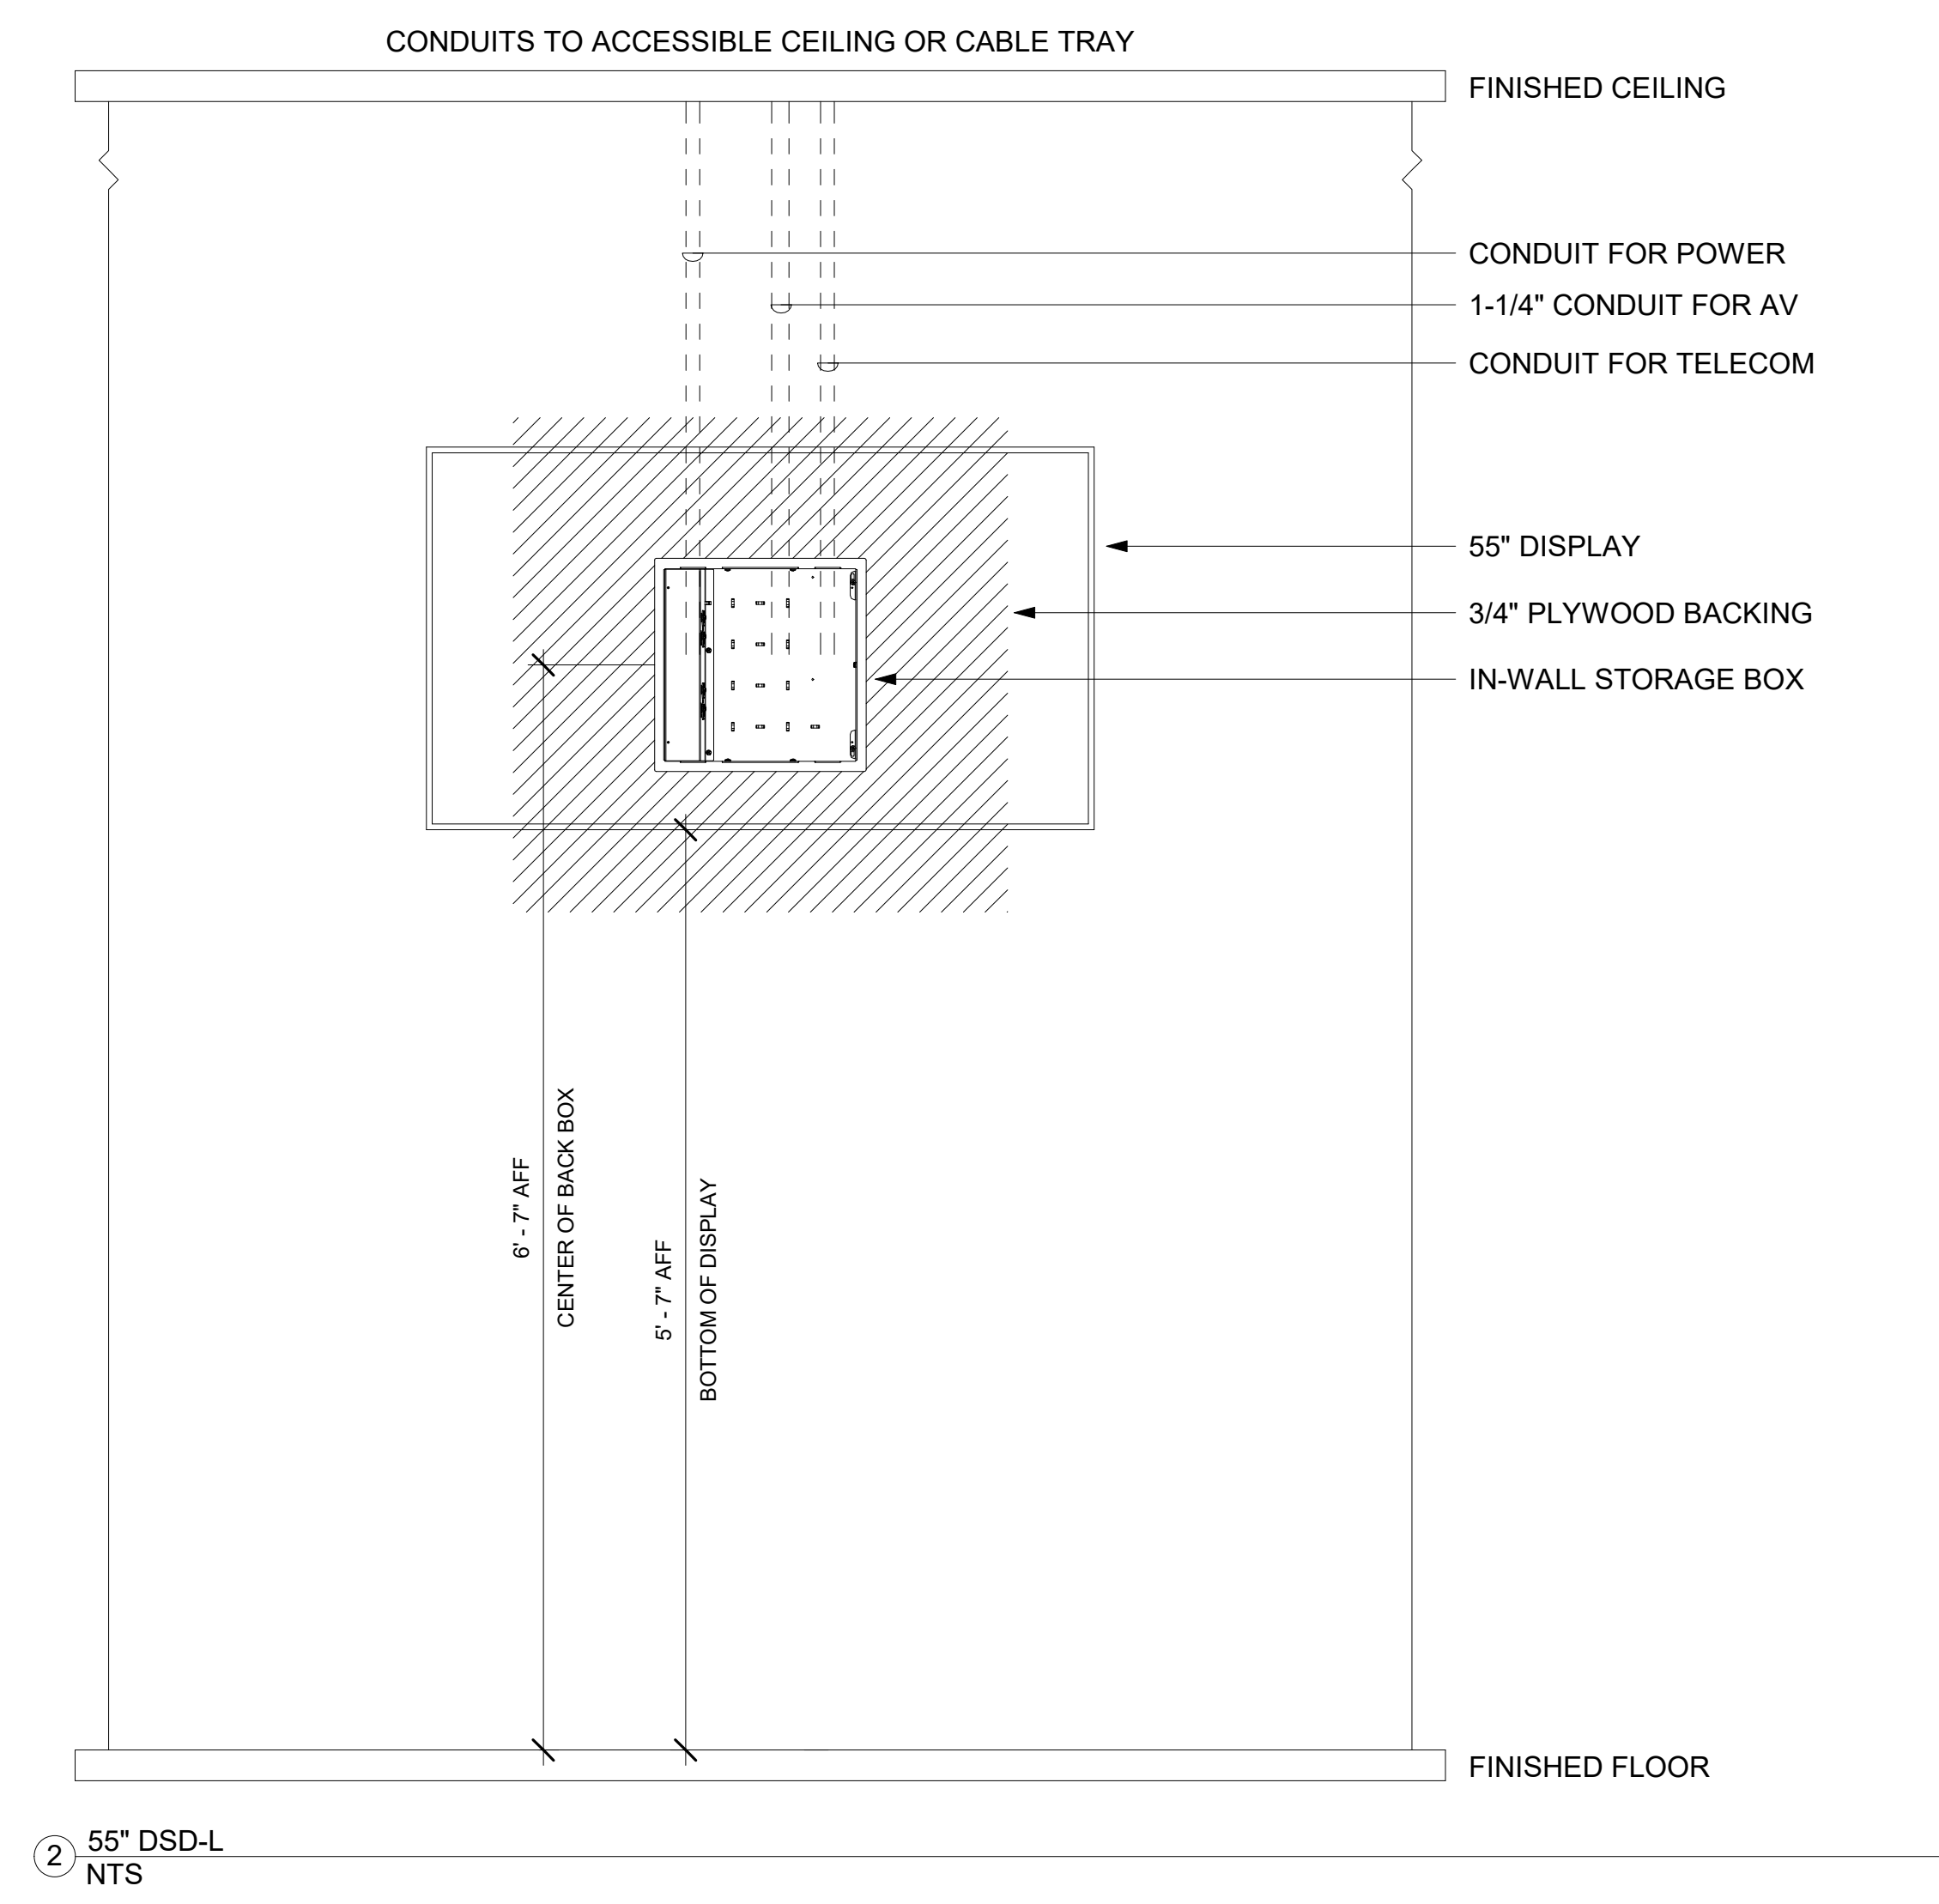 CONDUITS TO ACCESSIBLE CEILING OR CABLE TRAY
FINISHED CEILING
CONDUIT FOR POWER
1-1/4" CONDUIT FOR AV
CONDUIT FOR TELECOM
55" DISPLAY
3/4" PLYWOOD BACKING
IN-WALL STORAGE BOX
6' - 7" AFF
CENTER OF BACK BOX
5' - 7" AFF
BOTTOM OF DISPLAY
FINISHED FLOOR
2
55" DSD-L
NTS